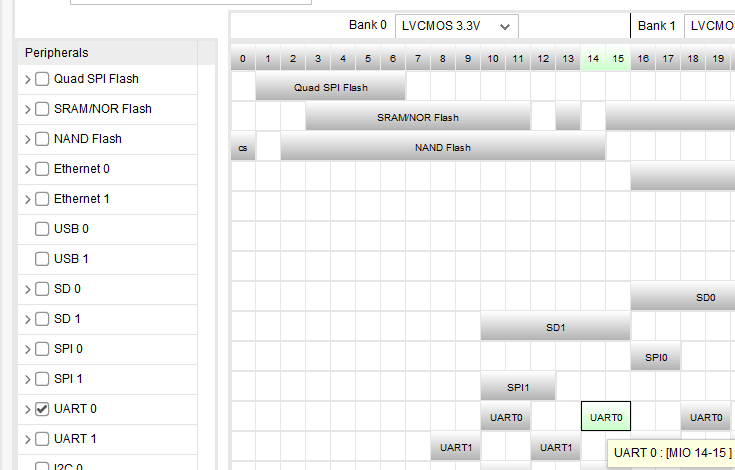 Bank 0 LVCMOS 3.3V Bank 1 LVCMO
Peripherals 0 1 2 3 4 5 6 7 8 9 10 11 12 13 14 15 16 17 18 19
Quad SPI Flash Quad SPI Flash
SRAM/NOR Flash SRAM/NOR Flash
NAND Flash cs NAND Flash
Ethernet 0
Ethernet 1
USB 0
USB 1
SD 0 SD0
SD 1 SD1
SPI 0 SPI0
SPI 1 SPI1
UART 0 UART0 UART0 UART0
UART 1 UART1 UART1 UART 0 : [MIO 14-15 ]
I2C 0